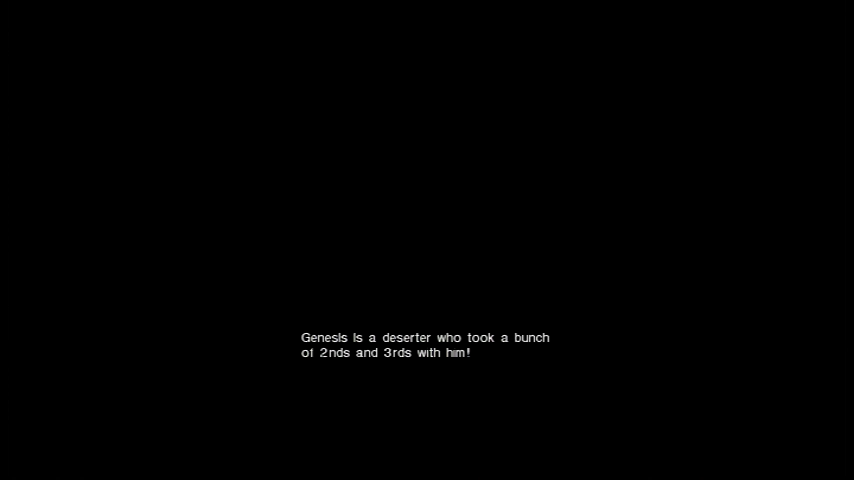 Genesis is a deserter who took a bunch
of 2nds and 3rds with him!